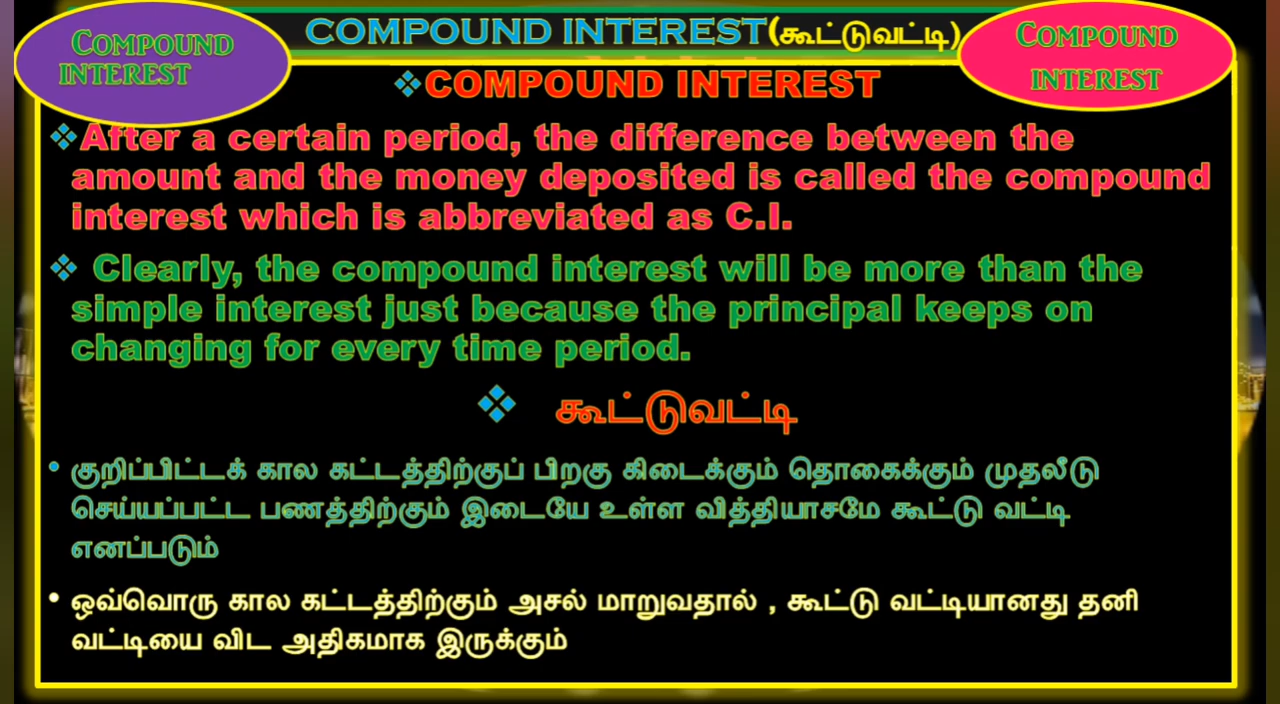 COMPOUND
INTEREST
COMPOUND INTEREST(கூட்டுவட்டி)
COMPOUND
INTEREST
❖COMPOUND INTEREST
❖After a certain period, the difference between the
amount and the money deposited is called the compound
interest which is abbreviated as C.I.
❖ Clearly, the compound interest will be more than the
simple interest just because the principal keeps on
changing for every time period.
❖ கூட்டுவட்டி
• குறிப்பிட்டக் கால கட்டத்திற்குப் பிறகு கிடைக்கும் தொகைக்கும் முதலீடு
செய்யப்பட்ட பணத்திற்கும் இடையே உள்ள வித்தியாசமே கூட்டு வட்டி
எனப்படும்
• ஒவ்வொரு கால கட்டத்திற்கும் அசல் மாறுவதால் , கூட்டு வட்டியானது தனி
வட்டியை விட அதிகமாக இருக்கும்